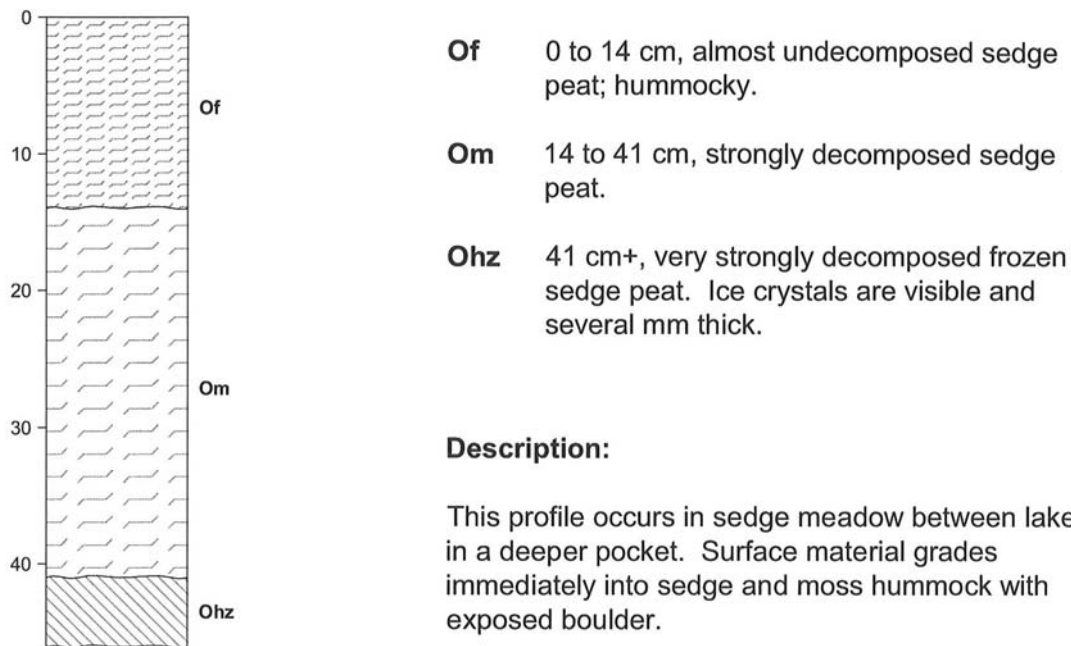 0
10
20
30
40
Of
Om
Ohz
Of 0 to 14 cm, almost undecomposed sedge
peat; hummocky.
Om 14 to 41 cm, strongly decomposed sedge
peat.
Ohz 41 cm+, very strongly decomposed frozen
sedge peat. Ice crystals are visible and
several mm thick.
Description:
This profile occurs in sedge meadow between lake
in a deeper pocket. Surface material grades
immediately into sedge and moss hummock with
exposed boulder.